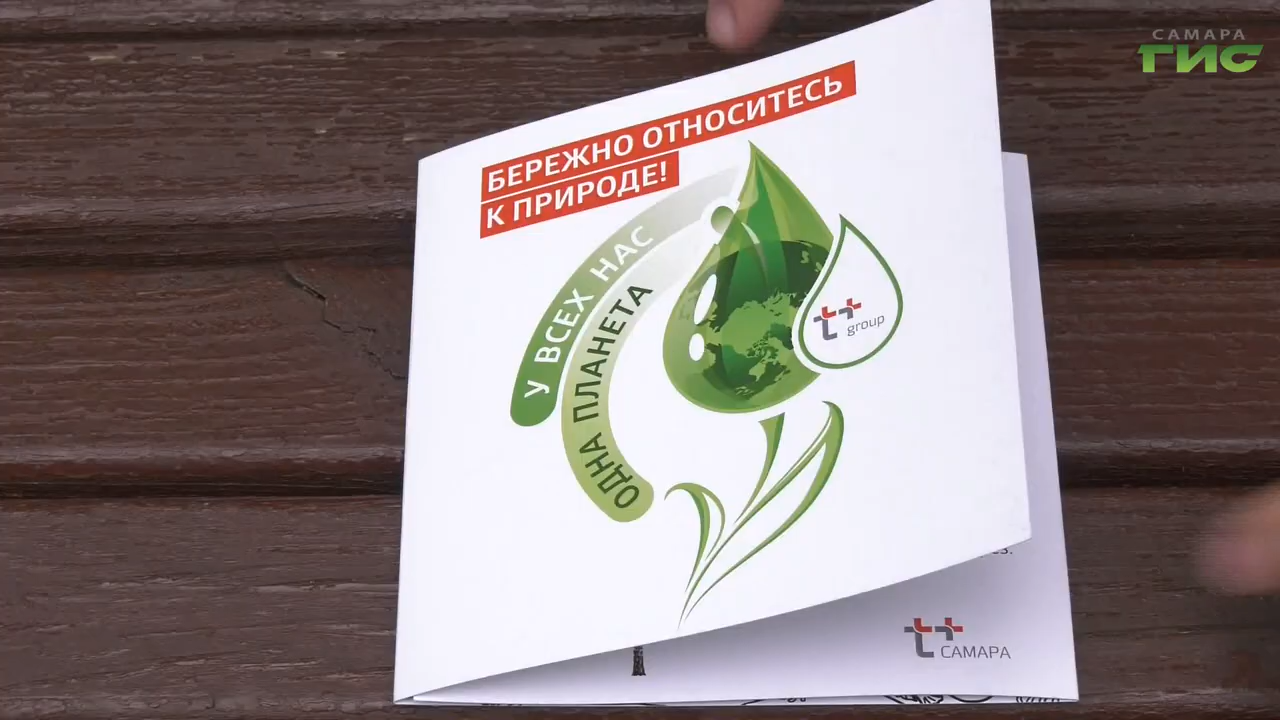 САМАРА
ГИС
БЕРЕЖНО ОТНОСИТЕСЬ
К ПРИРОДЕ!
У ВСЕХ НАС
ОДНА ПЛАНЕТА
t+
group
t+
САМАРА